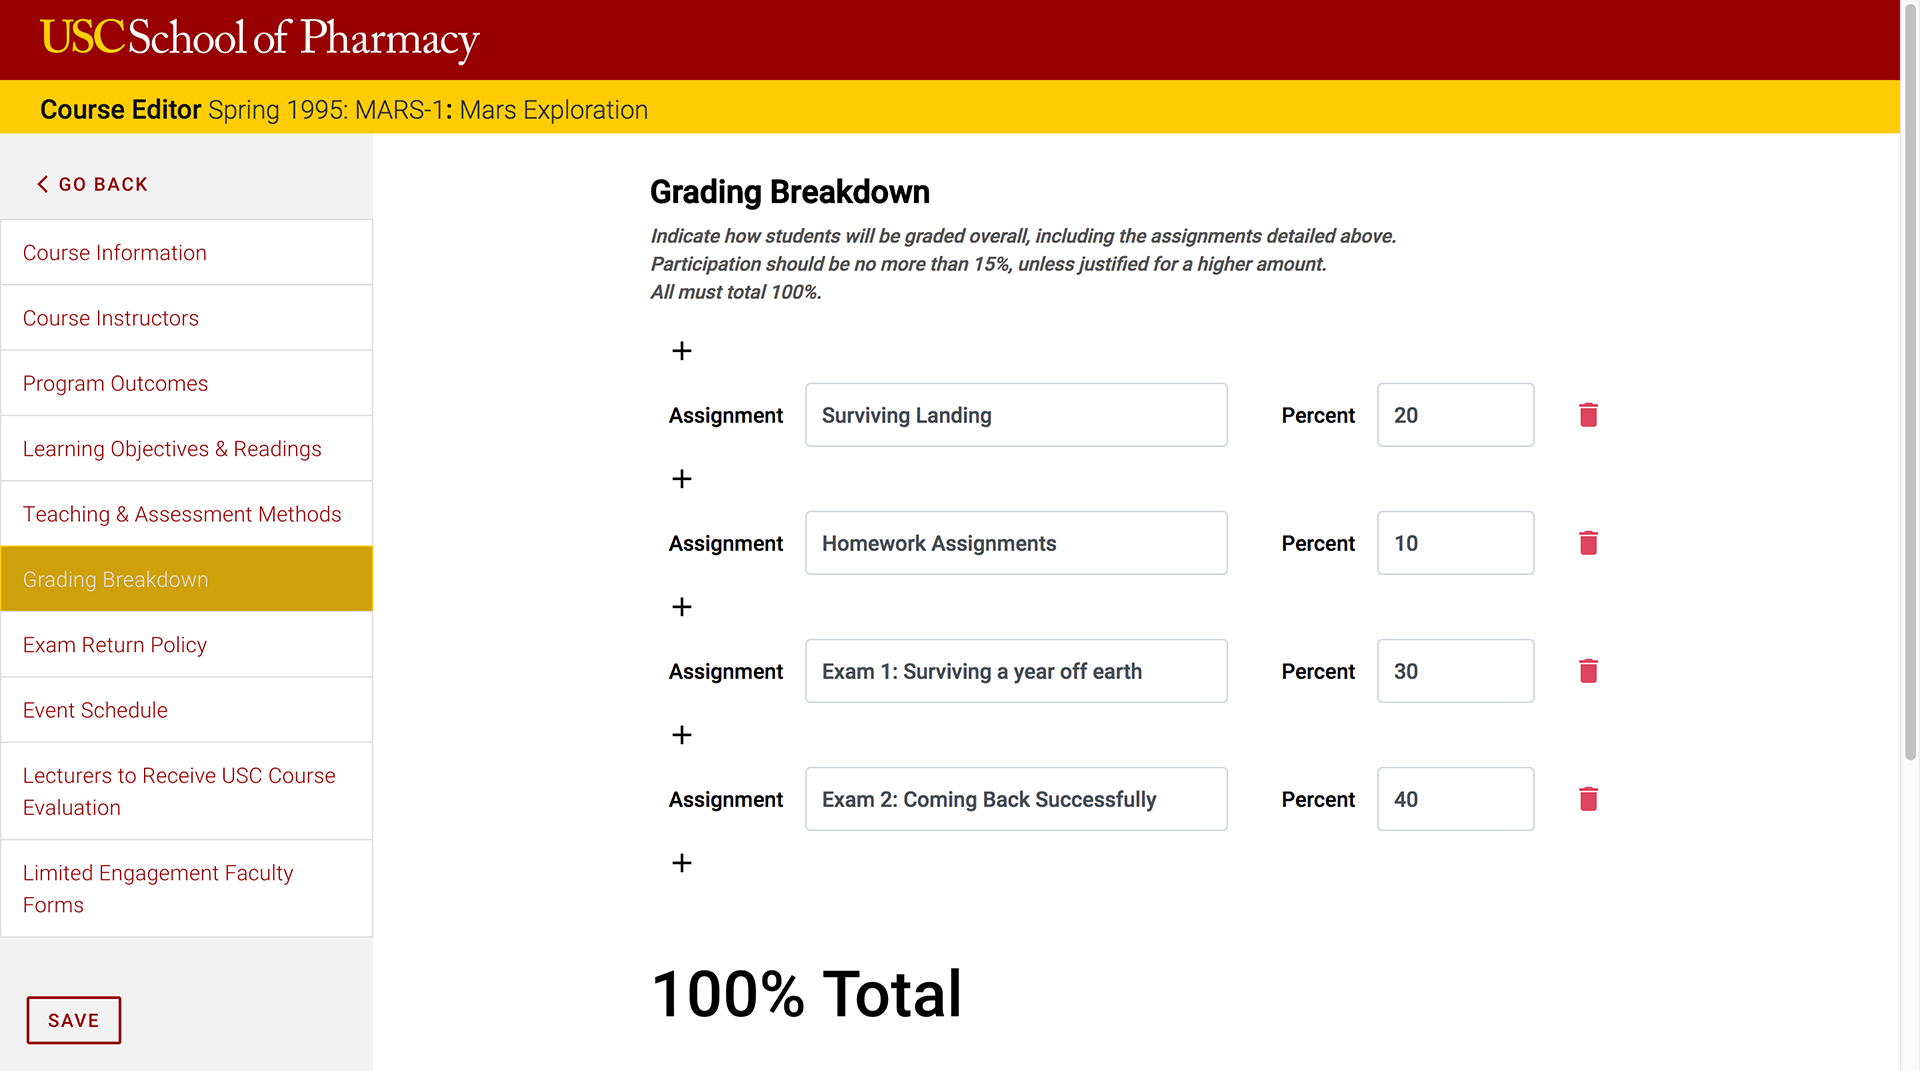 USC School of Pharmacy
Course Editor Spring 1995: MARS-1: Mars Exploration
GO BACK
Course Information
Course Instructors
Program Outcomes
Learning Objectives & Readings
Teaching & Assessment Methods
Grading Breakdown
Exam Return Policy
Event Schedule
Lecturers to Receive USC Course
Evaluation
Limited Engagement Faculty
Forms
SAVE
Grading Breakdown
Indicate how students will be graded overall, including the assignments detailed above.
Participation should be no more than 15%, unless justified for a higher amount.
All must total 100%.
+
Assignment Surviving Landing Percent 20
+
Assignment Homework Assignments Percent 10
+
Assignment Exam 1: Surviving a year off earth Percent 30
+
Assignment Exam 2: Coming Back Successfully Percent 40
+
100% Total